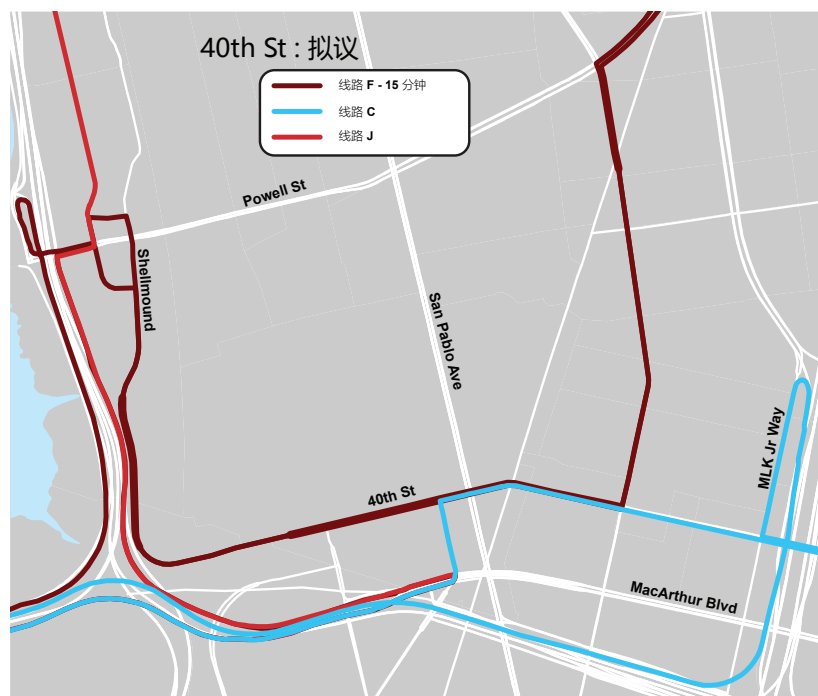 40th St : 拟议
线路 F - 15 分钟
线路 C
线路 J
Powell St
Shellmound
San Pablo Ave
MLK Jr Way
40th St
MacArthur Blvd